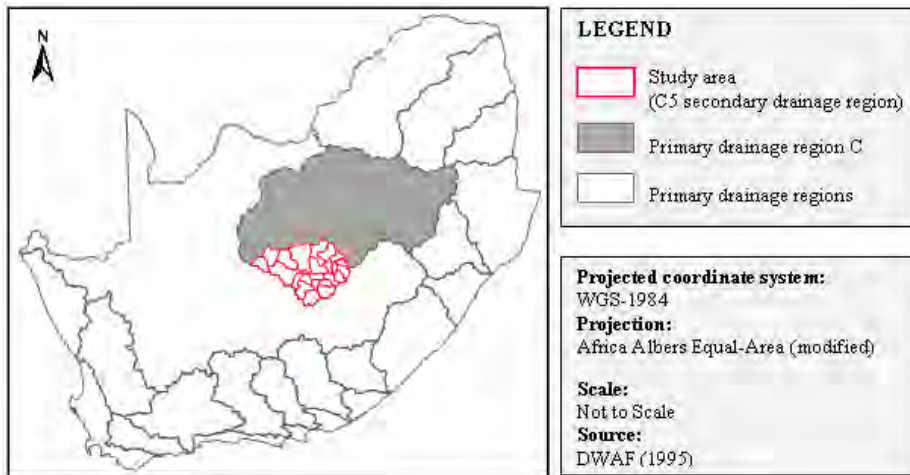 N
LEGEND
Study area
(C5 secondary drainage region)
Primary drainage region C
Primary drainage regions
Projected coordinate system:
WGS-1984
Projection:
Africa Albers Equal-Area (modified)
Scale:
Not to Scale
Source:
DWAF (1995)